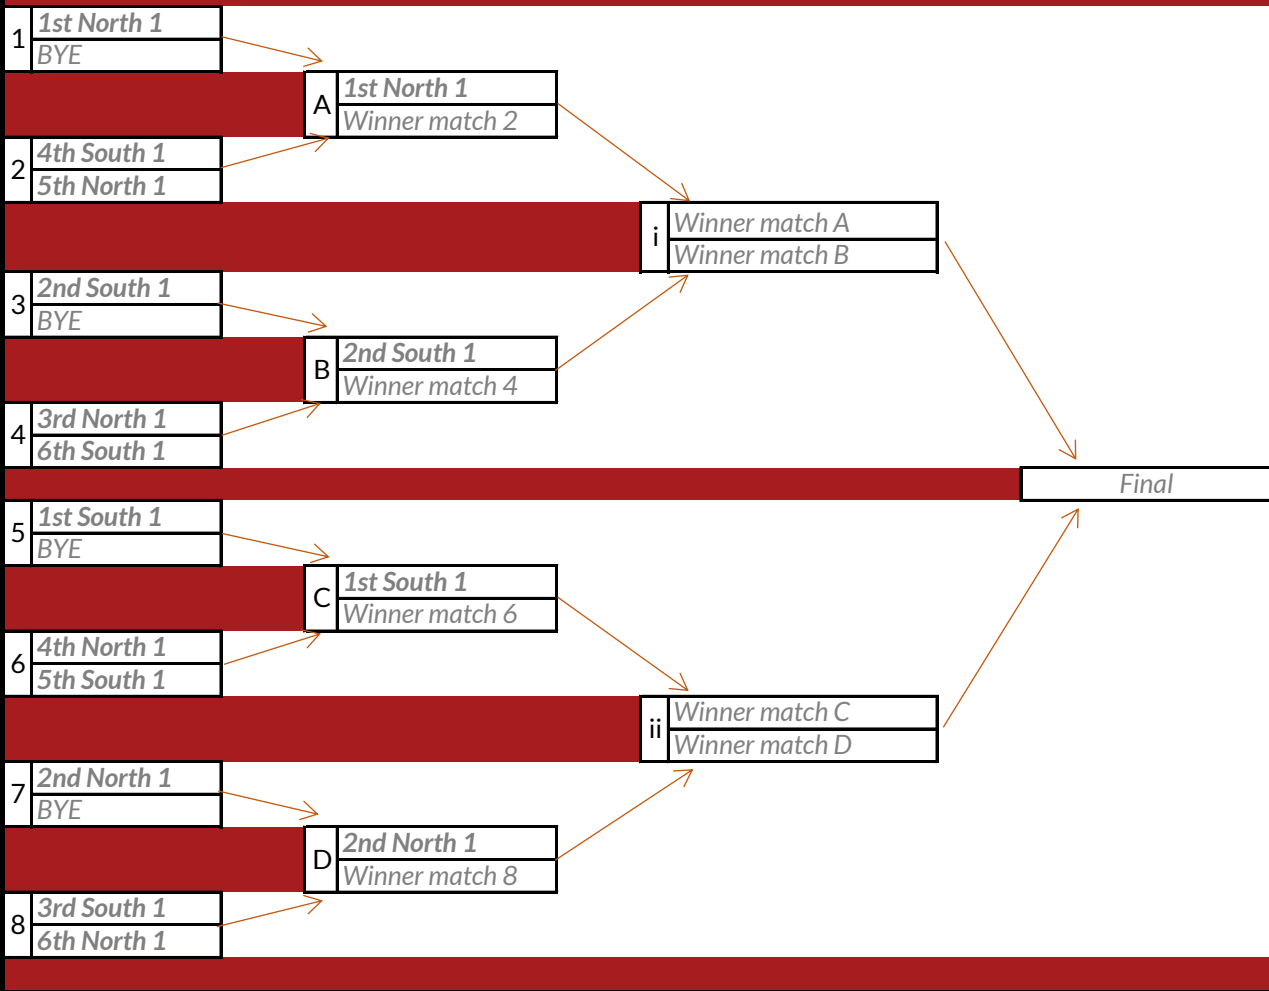 1
1st North 1
BYE
A
1st North 1
Winner match 2
2
4th South 1
5th North 1
i
Winner match A
Winner match B
3
2nd South 1
BYE
B
2nd South 1
Winner match 4
4
3rd North 1
6th South 1
Final
5
1st South 1
BYE
C
1st South 1
Winner match 6
6
4th North 1
5th South 1
ii
Winner match C
Winner match D
7
2nd North 1
BYE
D
2nd North 1
Winner match 8
8
3rd South 1
6th North 1